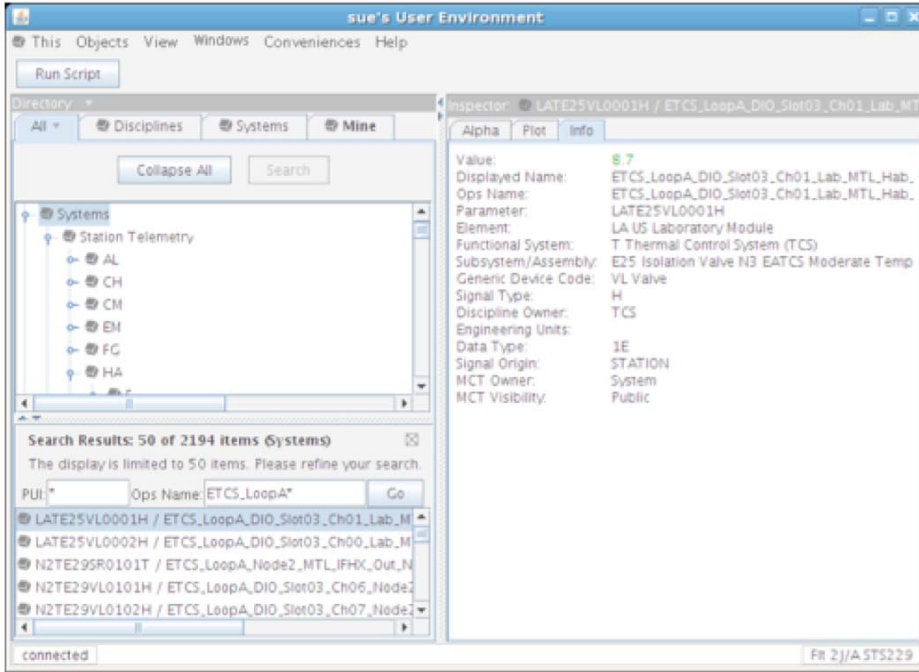 sue's User Environment
This Objects View Windows Conveniences Help
Run Script
Directory
All Disciplines Systems Mine
Collapse All Search
Systems
Station Telemetry
AL
CH
CM
EM
FG
HA
Search Results: 50 of 2194 items (Systems)
The display is limited to 50 items. Please refine your search.
PUI: * Ops Name: ETCS_LoopA* Go
LATE25VL0001H / ETCS_LoopA_DIO_Slot03_Ch01_Lab_M
LATE25VL0002H / ETCS_LoopA_DIO_Slot03_Ch00_Lab_M
N2TE29SR0101T / ETCS_LoopA_Node2_MTL_IFHX_Out_N
N2TE29VL0101H / ETCS_LoopA_DIO_Slot03_Ch06_Node2
N2TE29VL0102H / ETCS_LoopA_DIO_Slot03_Ch07_Node2
connected
Inspector: LATE25VL0001H / ETCS_LoopA_DIO_Slot03_Ch01_Lab_MT
Alpha Plot Info
Value: 8.7
Displayed Name: ETCS_LoopA_DIO_Slot03_Ch01_Lab_MTL_Hab_
Ops Name: ETCS_LoopA_DIO_Slot03_Ch01_Lab_MTL_Hab_
Parameter: LATE25VL0001H
Element: LA US Laboratory Module
Functional System: T Thermal Control System (TCS)
Subsystem/Assembly: E25 Isolation Valve N3 EATCS Moderate Temp
Generic Device Code: VL Valve
Signal Type: H
Discipline Owner: TCS
Engineering Units:
Data Type: 1E
Signal Origin: STATION
MCT Owner: System
MCT Visibility: Public
Flt 2J/A STS229